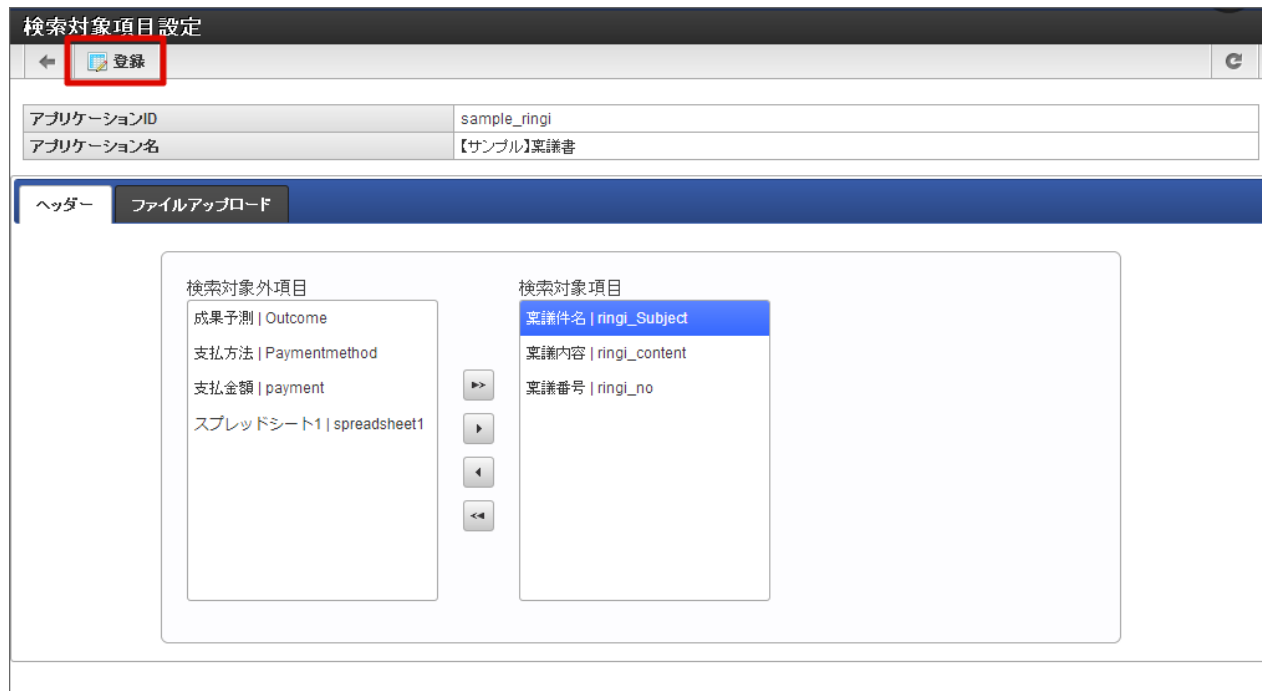 検索対象項目設定
登録
アプリケーションID sample_ringi
アプリケーション名 【サンプル】稟議書
ヘッダー ファイルアップロード
検索対象外項目 検索対象項目
成果予測 | Outcome 稟議件名 | ringi_Subject
支払方法 | Paymentmethod 稟議内容 | ringi_content
支払金額 | payment 稟議番号 | ringi_no
スプレッドシート1 | spreadsheet1